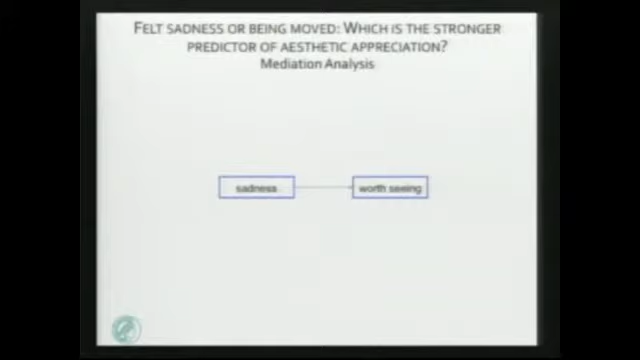 FELT SADNESS OR BEING MOVED: WHICH IS THE STRONGER
PREDICTOR OF AESTHETIC APPRECIATION?
Mediation Analysis
sadness
worth seeing